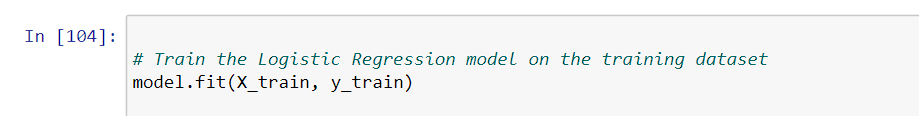 In [104]:
# Train the Logistic Regression model on the training dataset
model.fit(X_train, y_train)